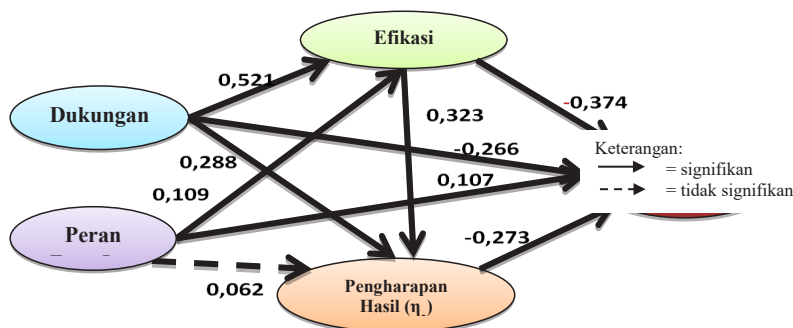 Efikasi
0,521
-0,374
Dukungan
0,323
Keterangan:
-0,266
= signifikan
0,288
0,107
= tidak signifikan
0,109
Peran
-0,273
0,062
Pengharapan
Hasil (η